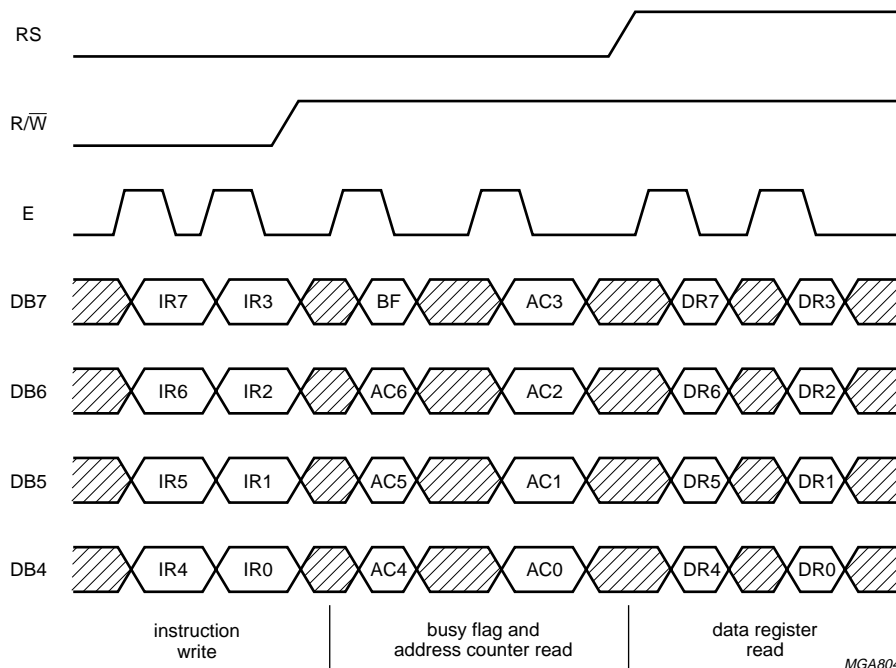 RS
R/W̅
E
DB7 IR7 IR3 BF AC3 DR7 DR3
DB6 IR6 IR2 AC6 AC2 DR6 DR2
DB5 IR5 IR1 AC5 AC1 DR5 DR1
DB4 IR4 IR0 AC4 AC0 DR4 DR0
instruction
write
busy flag and
address counter read
data register
read